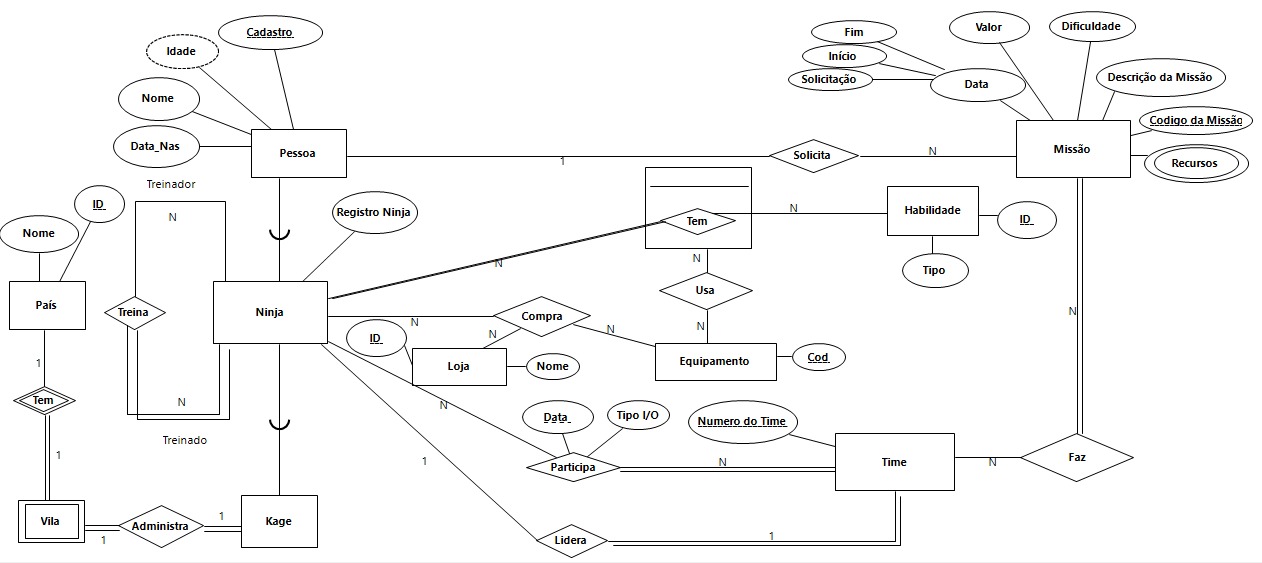 Cadastro
Idade
Nome
Data_Nas
Pessoa
Fim
Início
Solicitação
Data
Valor
Dificuldade
Descrição da Missão
Codigo da Missão
Recursos
Missão
1
Solicita
N
Treinador
N
ID
Nome
País
Registro Ninja
Tem
N
Habilidade
ID
Tipo
N
N
Usa
N
Treina
Ninja
N
Compra
N
N
ID
Loja
Nome
Equipamento
Cod
N
1
Tem
1
N
Treinado
N
Data_
Tipo I/O
Participa
N
Numero do Time
Time
N
Faz
1
Vila
1
Administra
1
Kage
Lidera
1